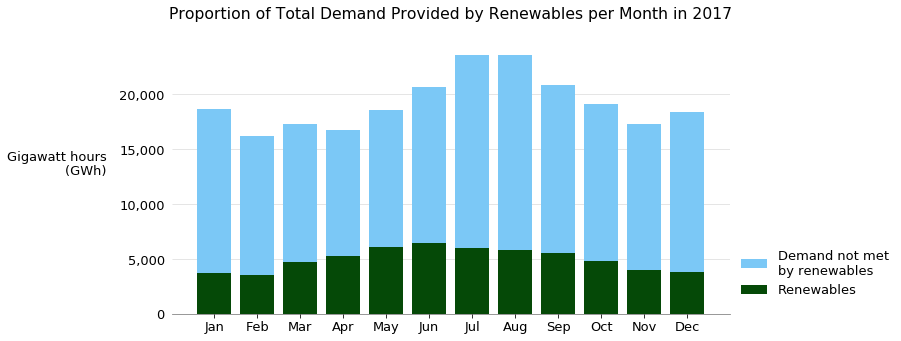 Proportion of Total Demand Provided by Renewables per Month in 2017
20,000
15,000
Gigawatt hours
(GWh)
10,000
5,000
0
Jan Feb Mar Apr May Jun Jul Aug Sep Oct Nov Dec
Demand not met
by renewables
Renewables